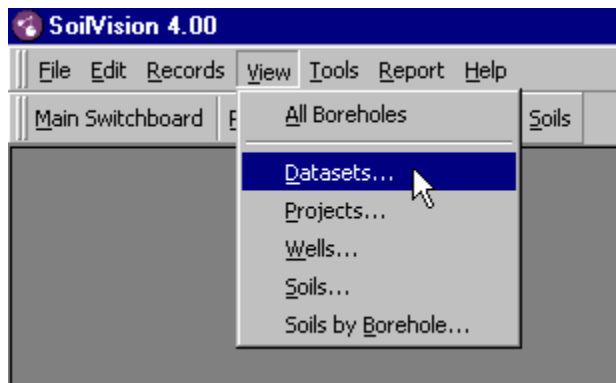 SoilVision 4.00
File Edit Records View Tools Report Help
Main Switchboard Soils
All Boreholes
Datasets...
Projects...
Wells...
Soils...
Soils by Borehole...